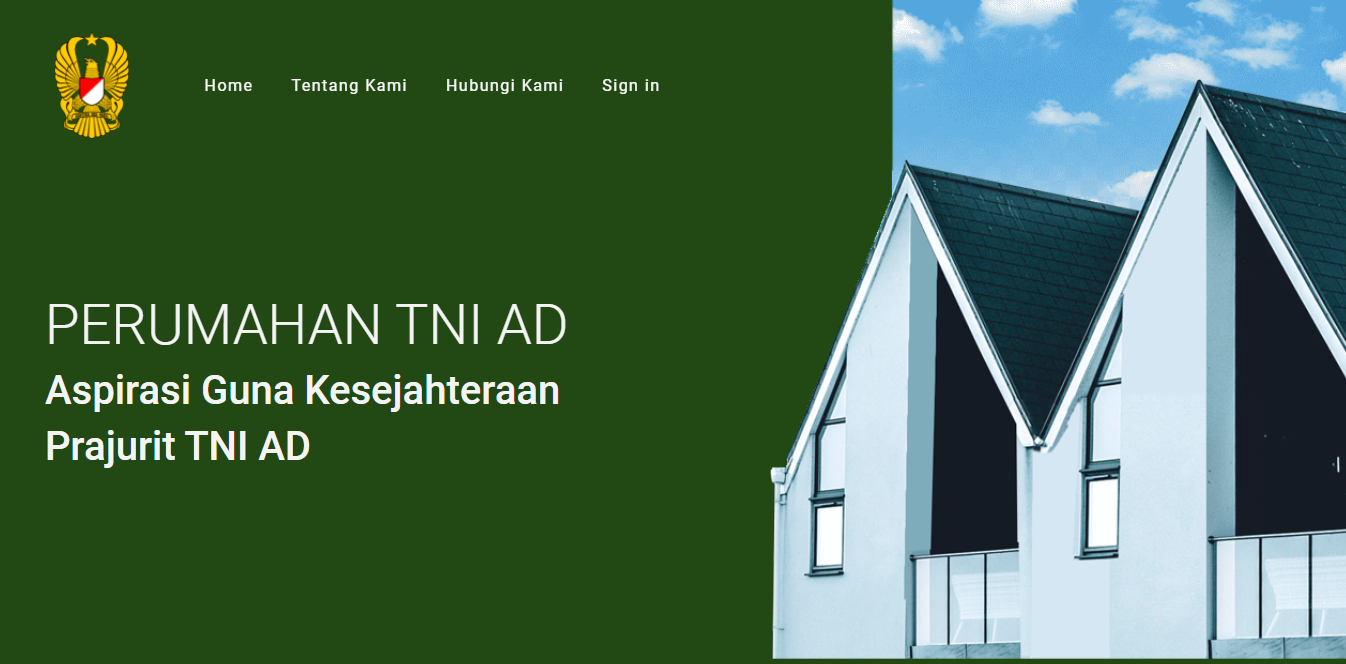 Home Tentang Kami Hubungi Kami Sign in
PERUMAHAN TNI AD
Aspirasi Guna Kesejahteraan
Prajurit TNI AD